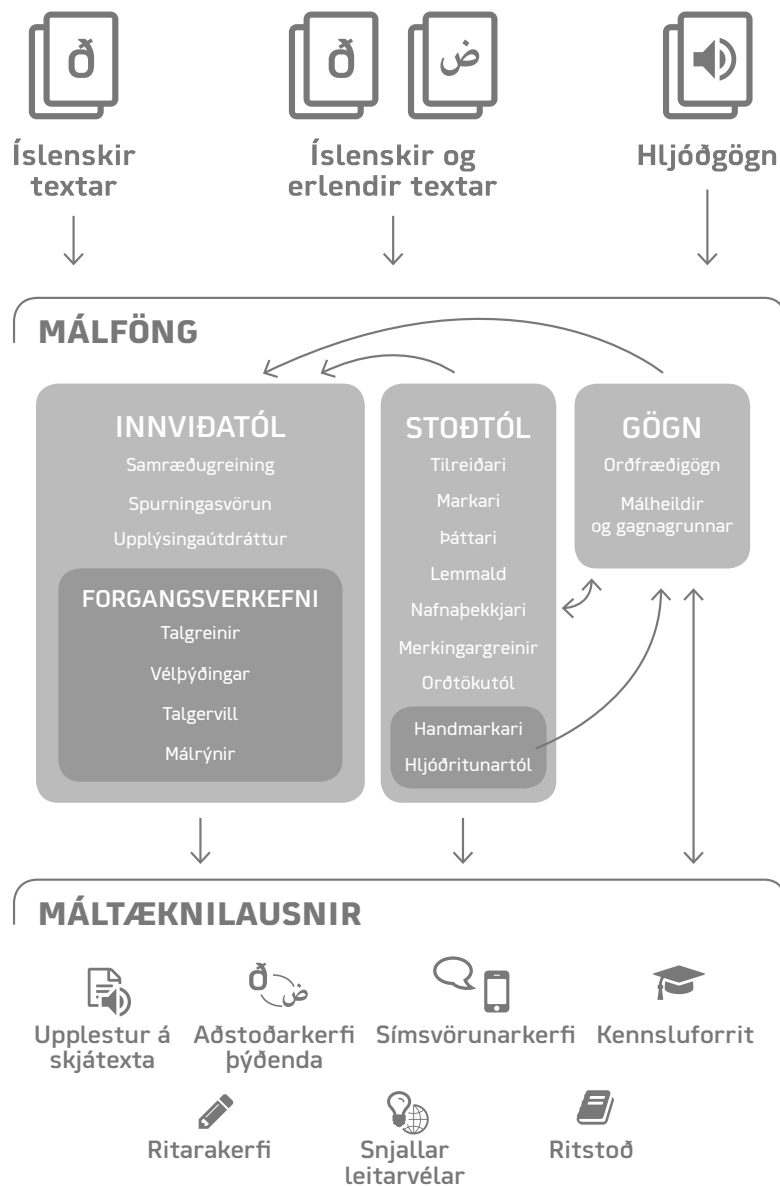 ð
ð
ض
Íslenskir
textar
Íslenskir og
erlendir textar
Hljóðgögn
MÁLFÖNG
INNVIÐATÓL
Samræðugreining
Spurningasvörun
Upplýsingaútdráttur
FORGANGSVERKEFNI
Talgreinir
Vélþýðingar
Talgervill
Málrýnir
STOÐTÓL
Tilreiðari
Markari
Þáttari
Lemmald
Nafnaþekkjari
Merkingargreinir
Orðtökutól
Handmarkari
Hljóðritunartól
GÖGN
Orðfræðigögn
Málheildir
og gagnagrunnar
MÁLTÆKNILAUSNIR
ð
ض
Upplestur á
skjátexta
Aðstoðarkerfi
þýðenda
Símsvörunarkerfi
Kennsluforrit
Ritarakerfi
Snjallar
leitarvélar
Ritstoð